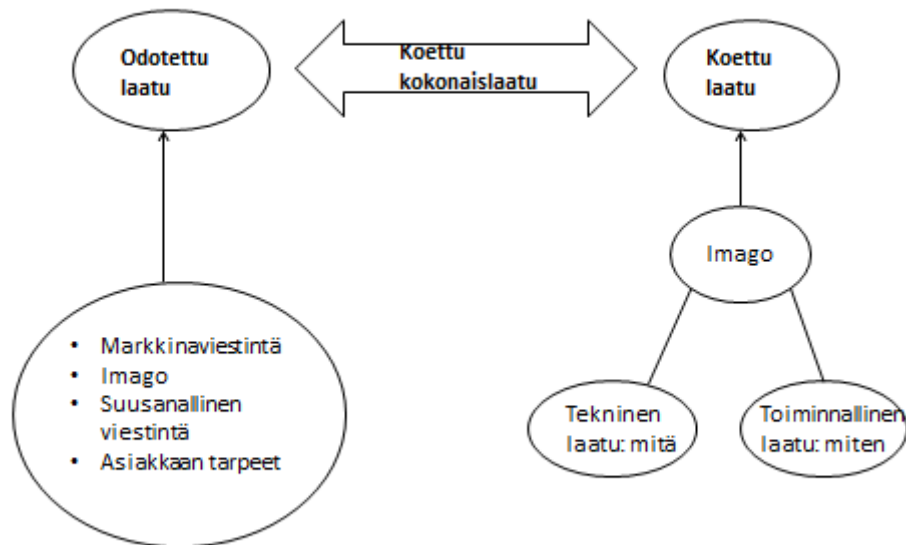 Odotettu
laatu
Koettu
kokonaislaatu
Koettu
laatu
Imago
• Markkinaviestintä
• Imago
• Suusanallinen
viestintä
• Asiakkaan tarpeet
Tekninen
laatu: mitä
Toiminnallinen
laatu: miten